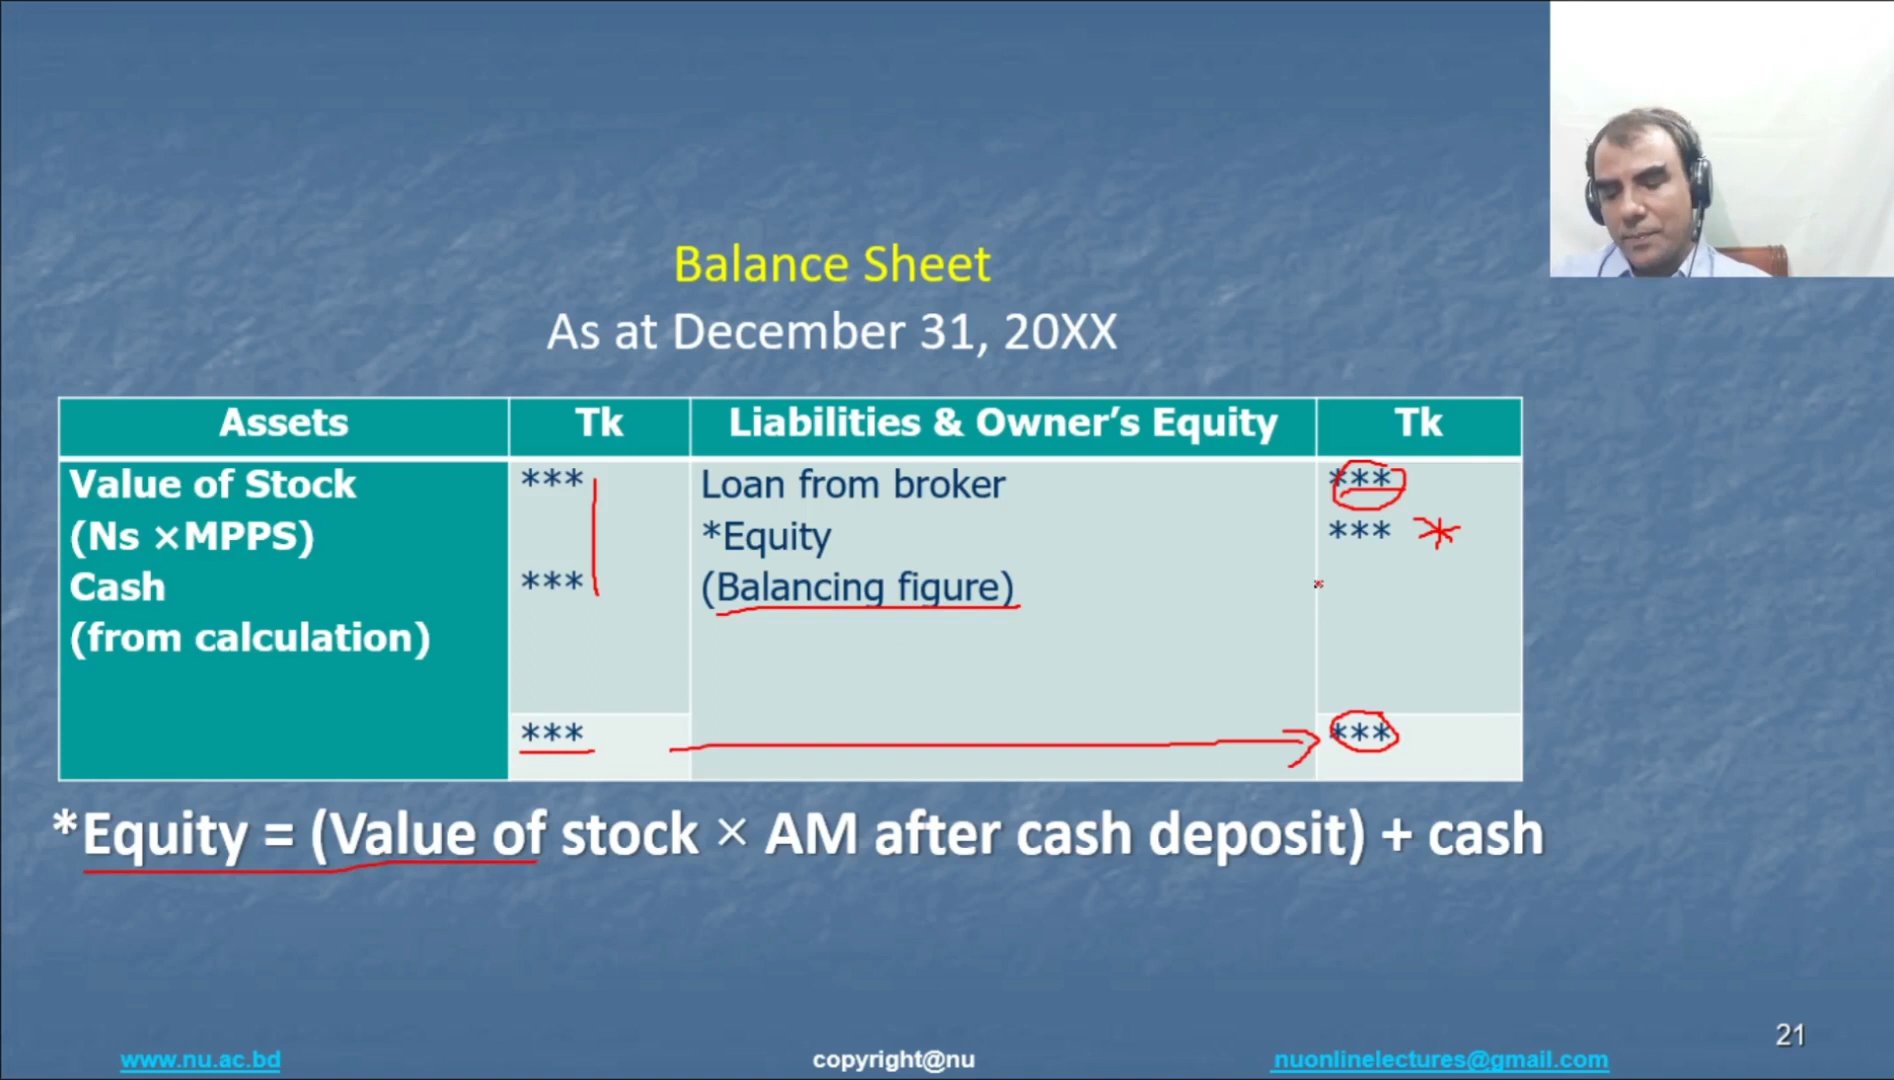 Balance Sheet
As at December 31, 20XX
Assets Tk Liabilities & Owner’s Equity Tk
Value of Stock *** Loan from broker ***
(Ns ×MPPS) *Equity ***
Cash *** (Balancing figure)
(from calculation)
*** ***
*Equity = (Value of stock × AM after cash deposit) + cash
21
www.nu.ac.bd copyright@nu nuonlinelectures@gmail.com